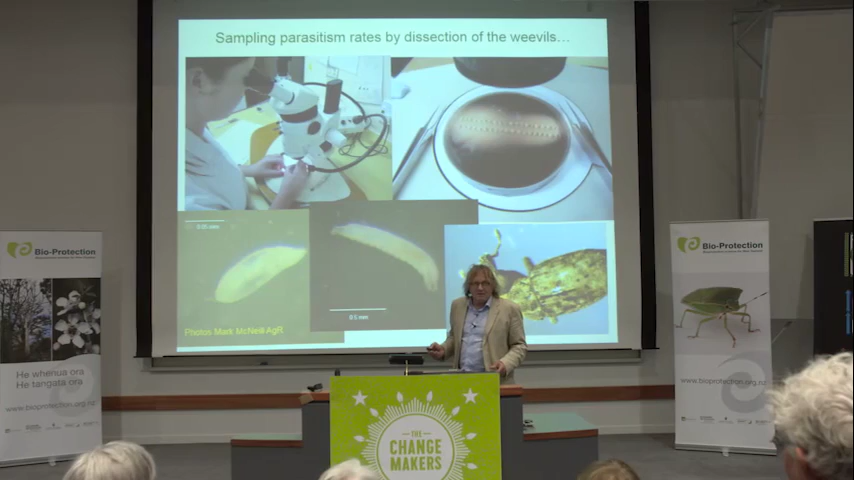 Sampling parasitism rates by dissection of the weevils…
0.5 mm
Photos Mark McNeill AgR
Bio-Protection
He whenua ora
He tangata ora
www.bioprotection.org.nz
THE
CHANGE
MAKERS
Bio-Protection
www.bioprotection.org.nz